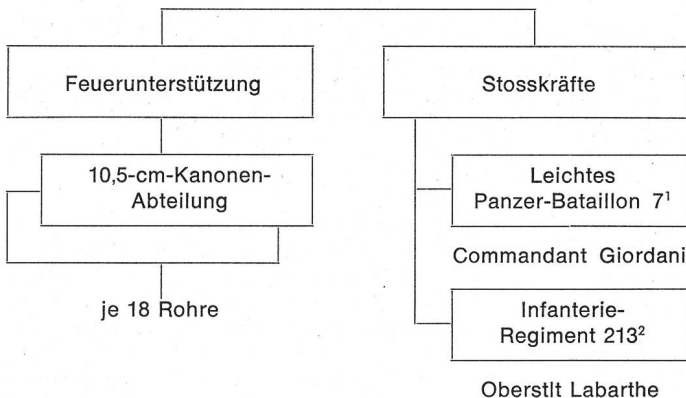 Feuerunterstützung
Stosskräfte
10,5-cm-Kanonen-
Abteilung
je 18 Rohre
Leichtes
Panzer-Bataillon 7¹
Commandant Giordani
Infanterie-
Regiment 213²
Oberstlt Labarthe